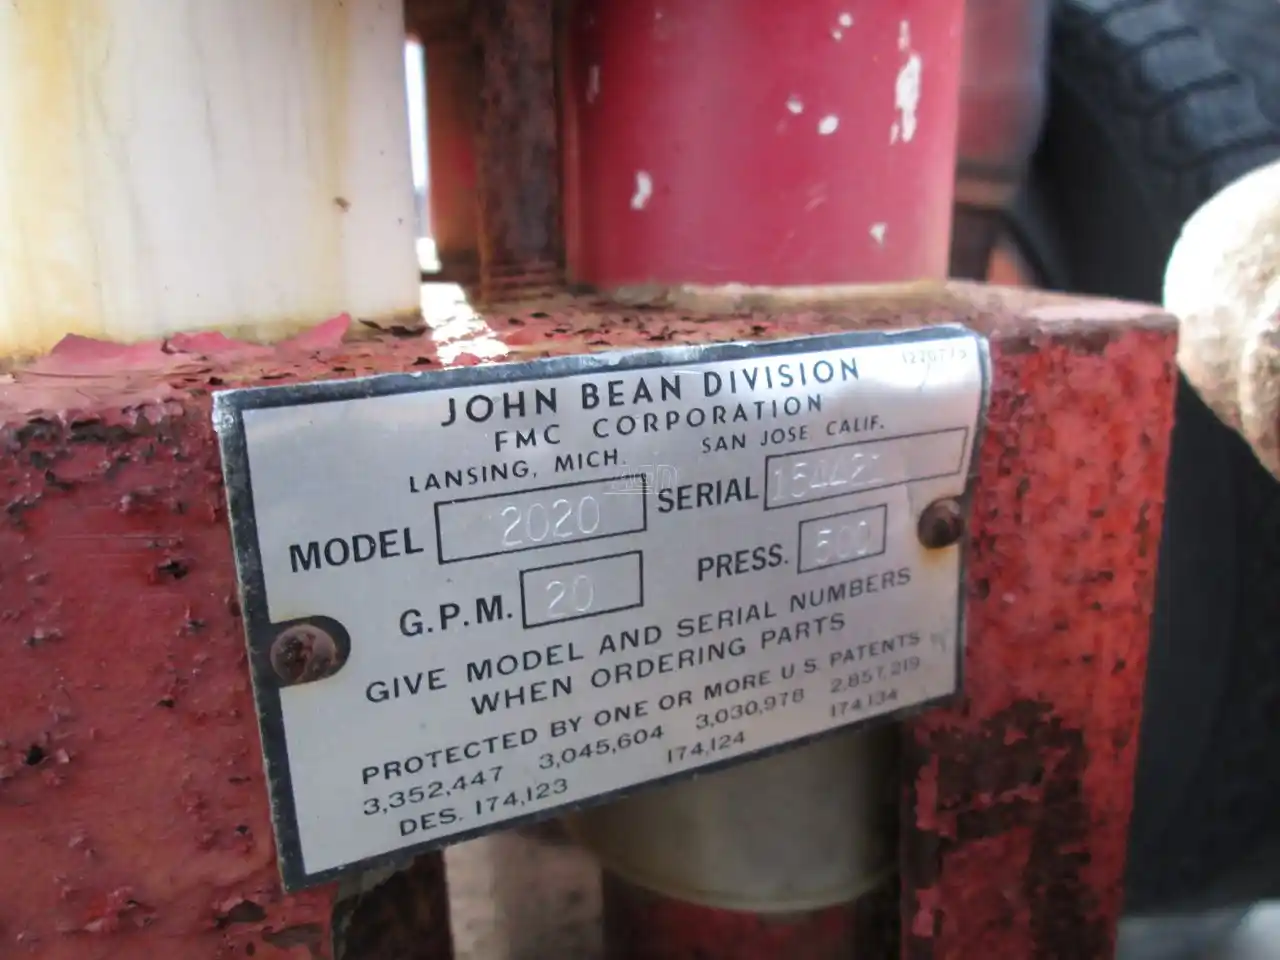 JOHN BEAN DIVISION
FMC CORPORATION
LANSING, MICH. SAN JOSE CALIF.
MODEL 2020 SERIAL
G.P.M. 20 PRESS. 500
GIVE MODEL AND SERIAL NUMBERS
WHEN ORDERING PARTS
PROTECTED BY ONE OR MORE U.S. PATENTS
3,352,447 3,045,604 3,030,978 2,857,219
DES. 174,123 174,124 174,134